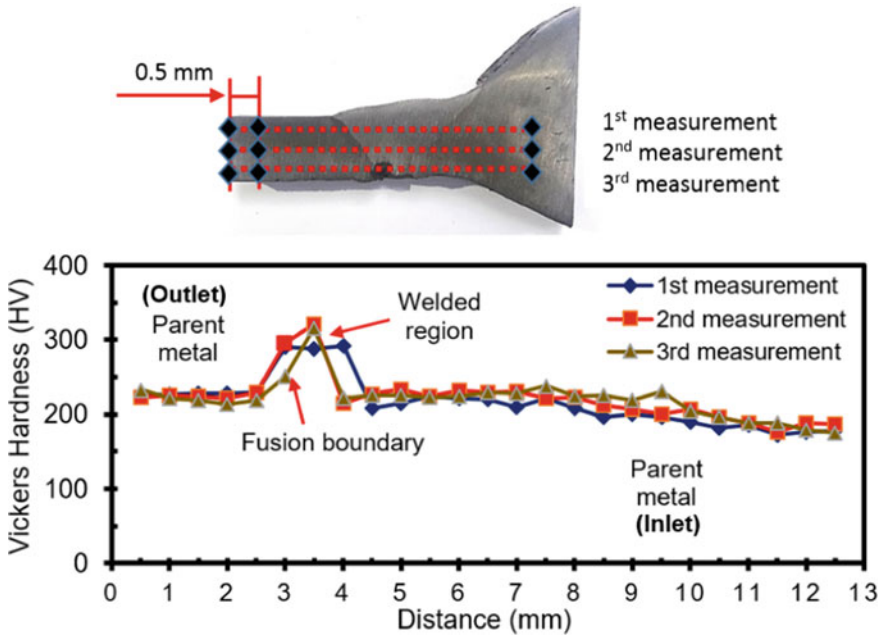 0.5 mm
1st measurement
2nd measurement
3rd measurement
Vickers Hardness (HV)
400
300
200
100
0
(Outlet)
Parent
metal
Welded
region
Fusion boundary
1st measurement
2nd measurement
3rd measurement
Parent
metal
(Inlet)
0 1 2 3 4 5 6 7 8 9 10 11 12 13
Distance (mm)